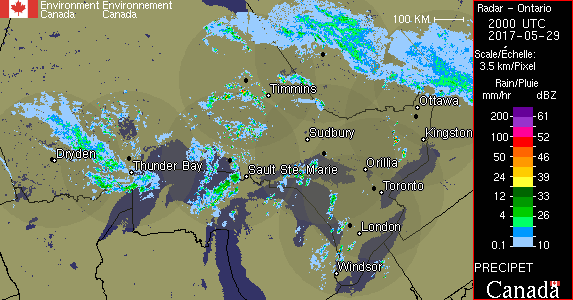 Environment Environnement
Canada Canada
100 KM
Timmins
Ottawa
Sudbury
Kingston
Dryden
Thunder Bay
Sault Ste. Marie
Orillia
Toronto
London
Windsor
Radar - Ontario
2000 UTC
2017-05-29
Scale/Échelle:
3.5 km/Pixel
Rain/Pluie
mm/hr dBZ
200 61
100 52
50 46
24 39
12 33
4 26
0.1 10
PRECIPET
Canada